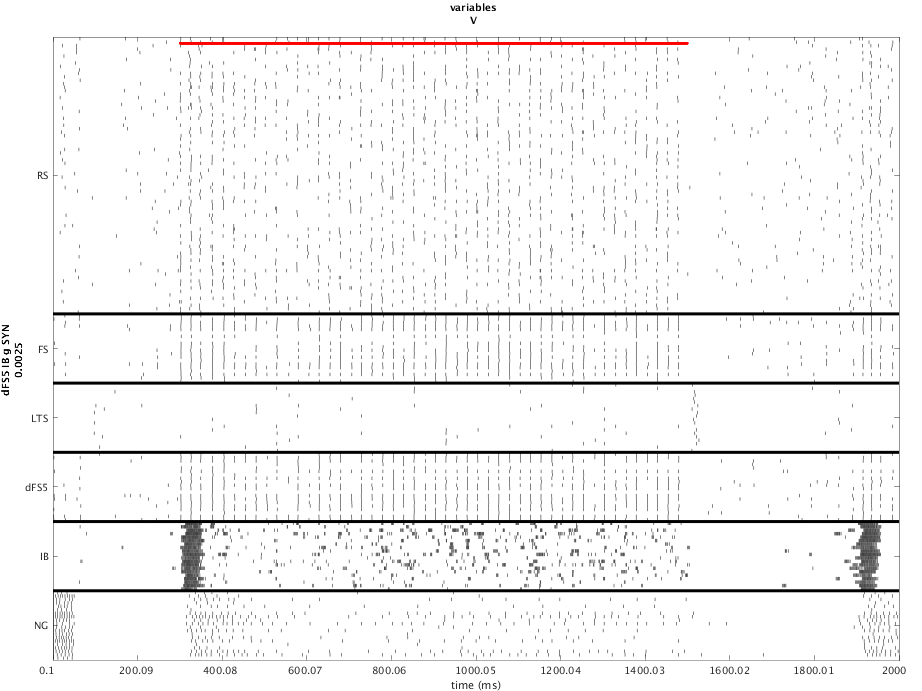 variables
V
dFS5 IB g SYN
0.0025
RS
FS
LTS
dFS5
IB
NG
0.1 200.09 400.08 600.07 800.06 1000.05 1200.04 1400.03 1600.02 1800.01 2000
time (ms)